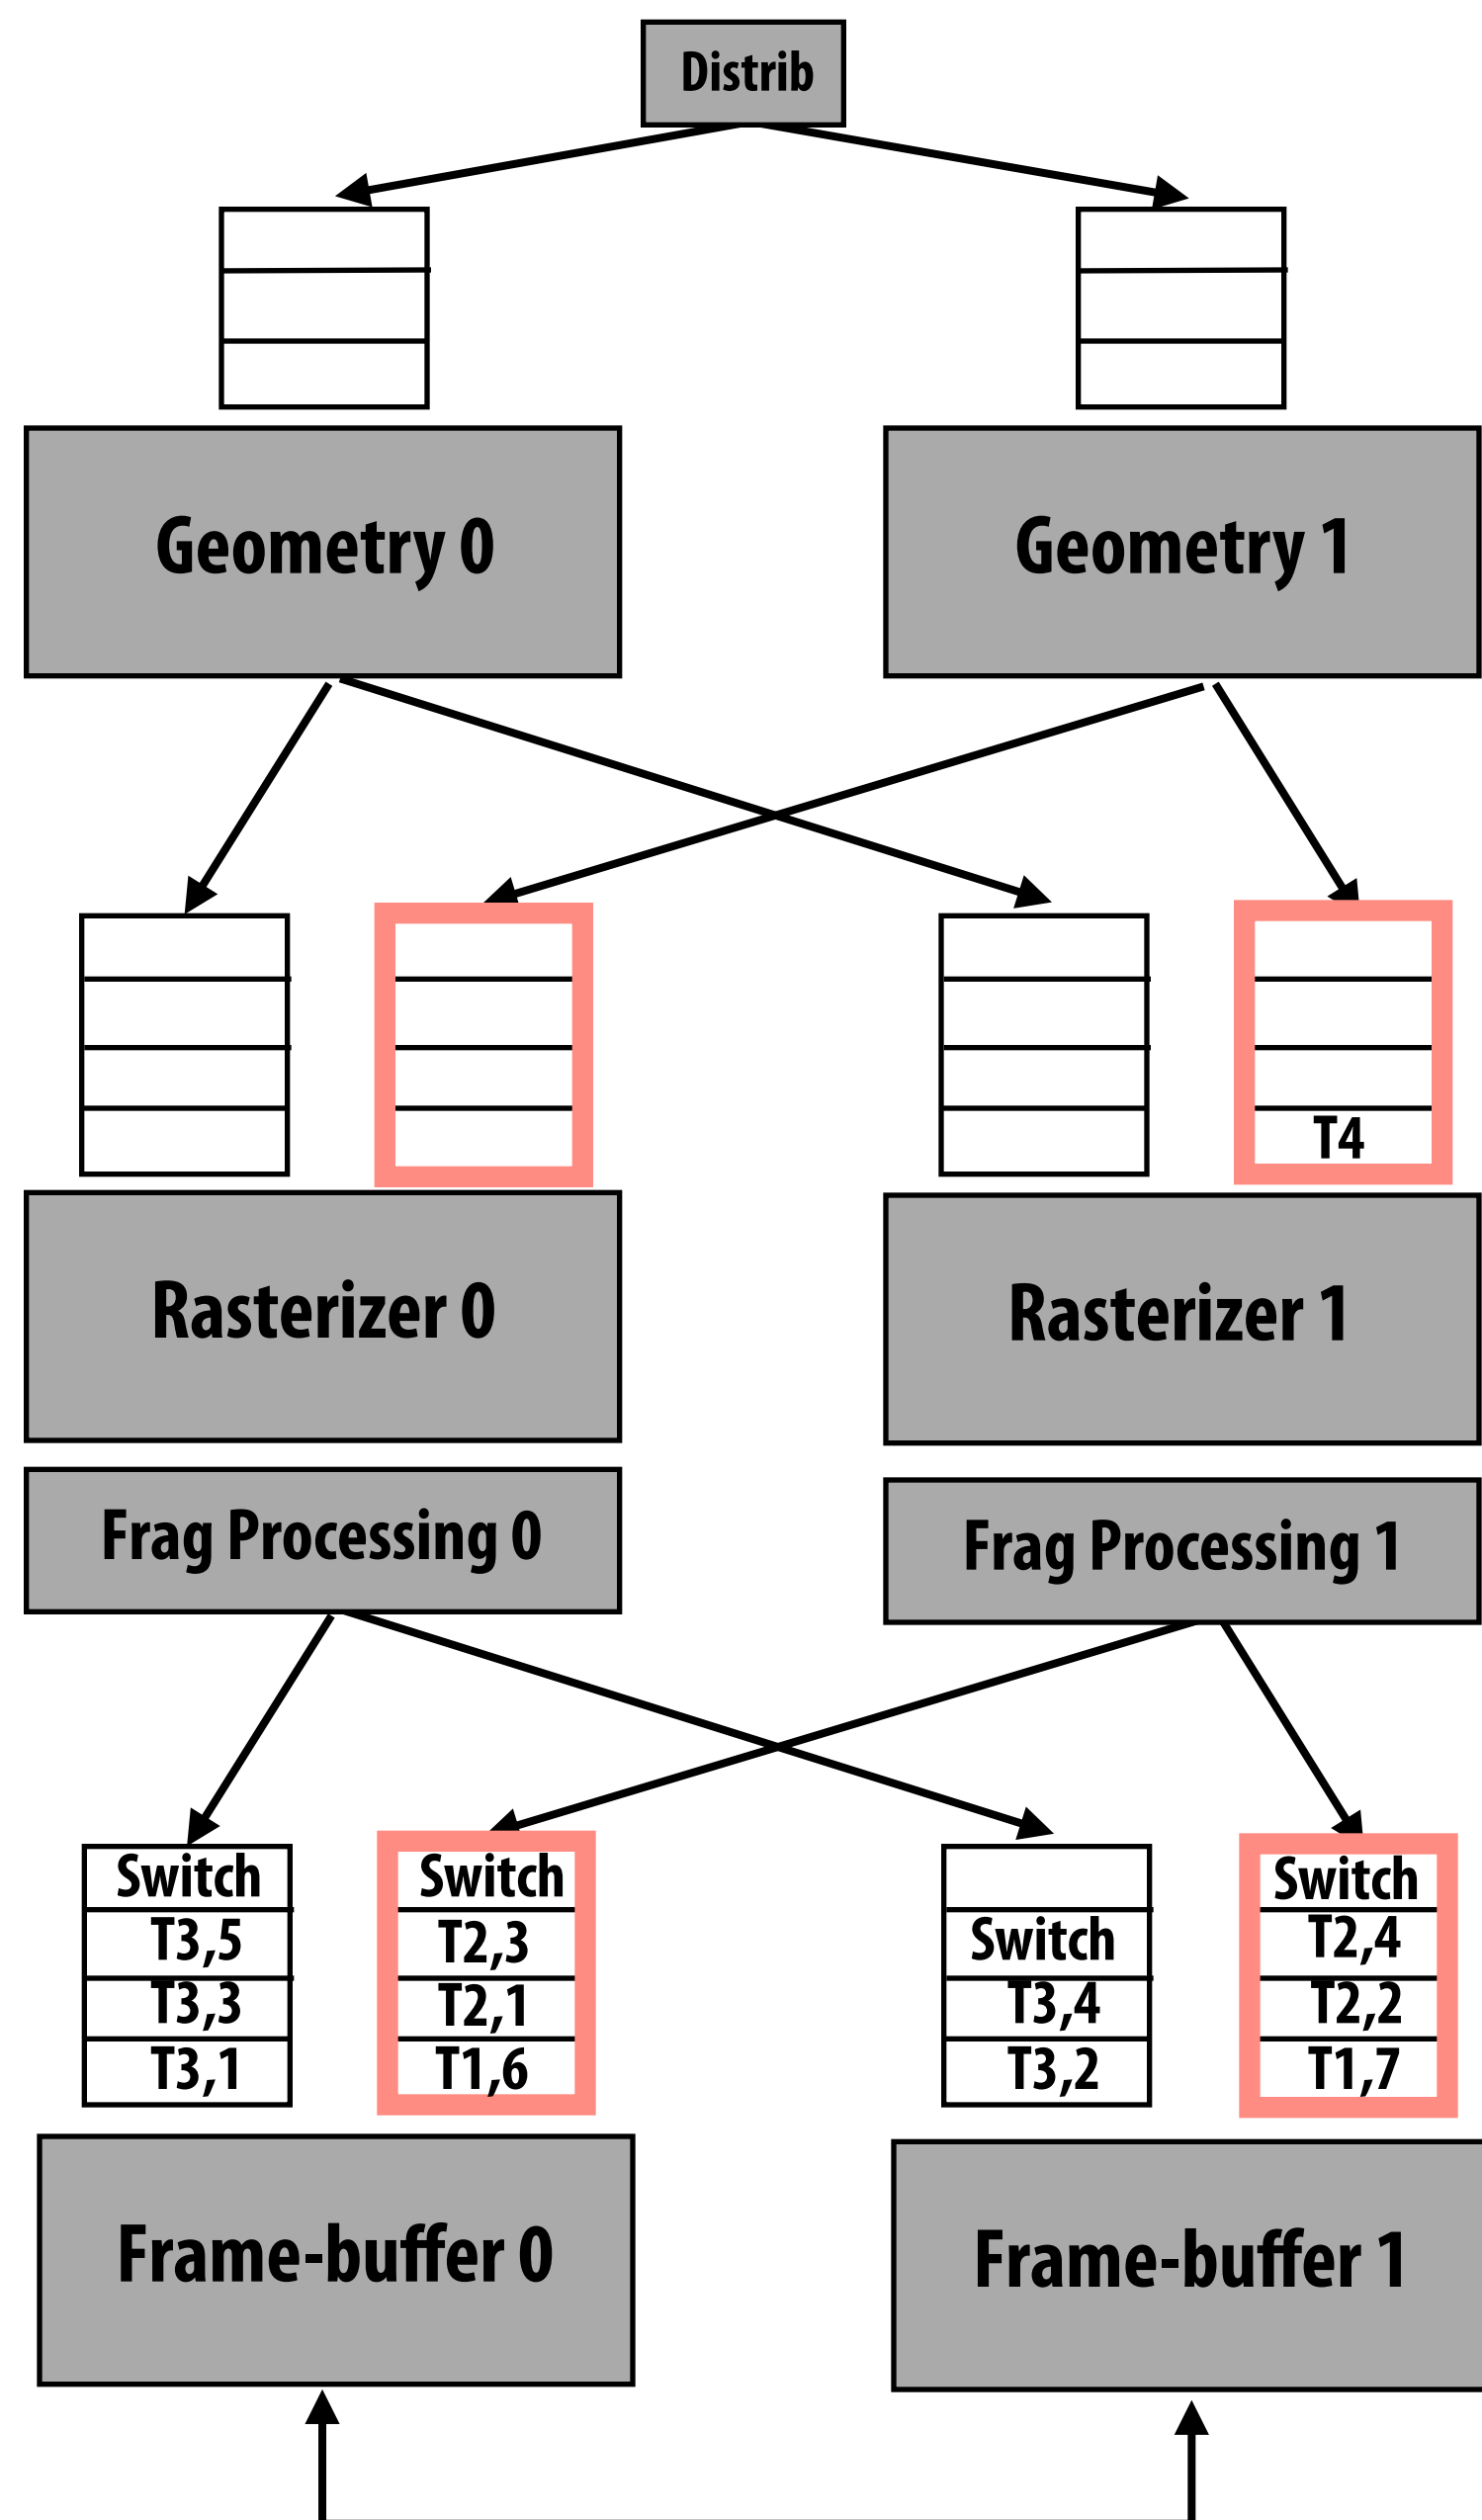 Distrib
Geometry 0
Geometry 1
T4
Rasterizer 0
Rasterizer 1
Frag Processing 0
Frag Processing 1
Switch
T3,5
T3,3
T3,1
Switch
T2,3
T2,1
T1,6
Switch
T3,4
T3,2
Switch
T2,4
T2,2
T1,7
Frame-buffer 0
Frame-buffer 1